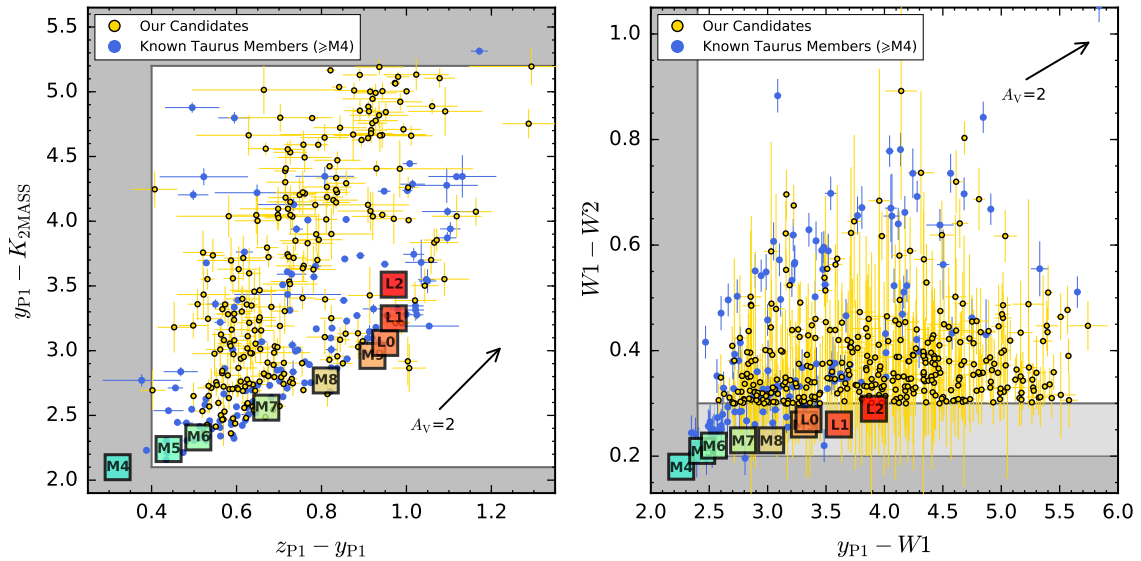 Our Candidates
Known Taurus Members (⩾M4)
5.5
5.0
4.5
4.0
3.5
3.0
2.5
2.0
y_P1 − K_2MASS
L2
L1
L0
M9
M8
M7
M6
M5
M4
A_V=2
0.4 0.6 0.8 1.0 1.2
z_P1 − y_P1
Our Candidates
Known Taurus Members (⩾M4)
1.0
0.8
0.6
0.4
0.2
W1 − W2
A_V=2
M4
M6
M7
M8
L0
L1
L2
2.0 2.5 3.0 3.5 4.0 4.5 5.0 5.5 6.0
y_P1 − W1